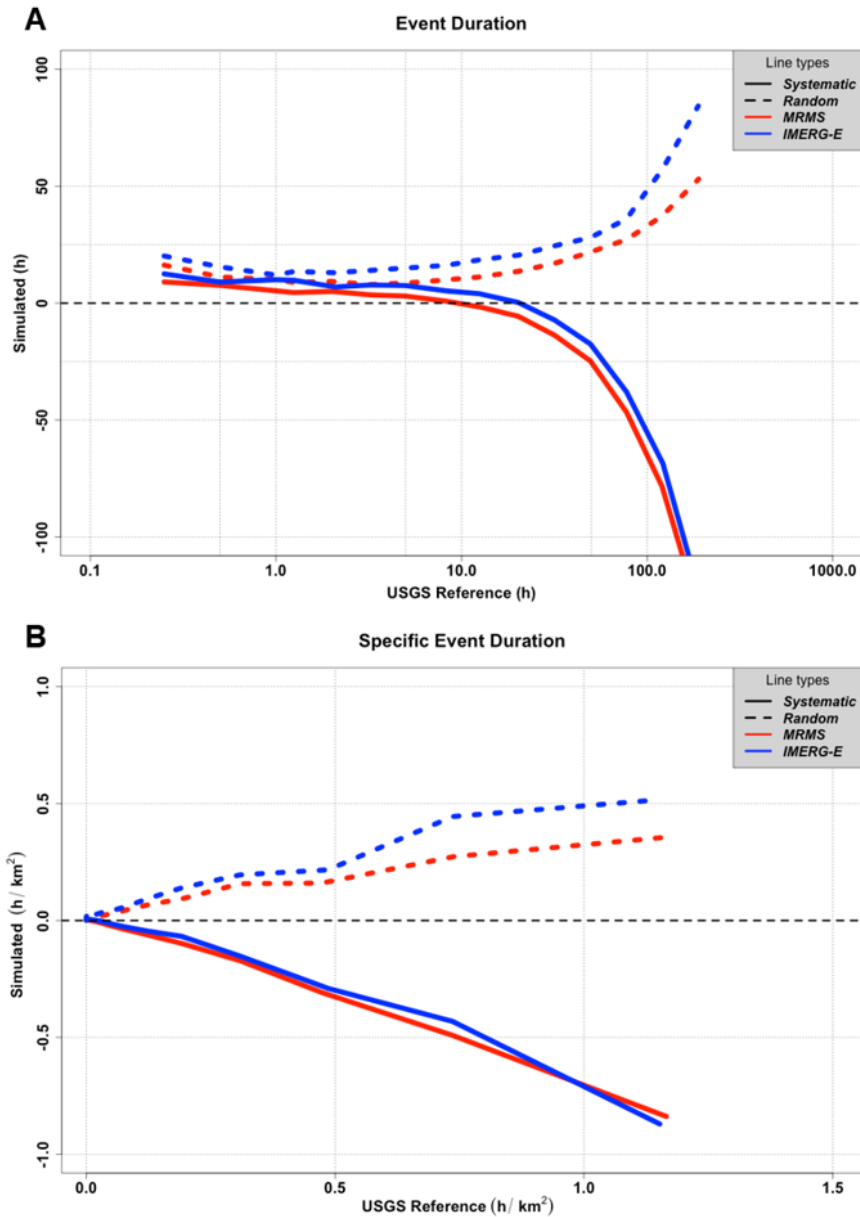 A
Event Duration
Line types
Systematic
Random
MRMS
IMERG-E
Simulated (h)
100
50
0
-50
-100
0.1
1.0
10.0
100.0
1000.0
USGS Reference (h)
B
Specific Event Duration
Line types
Systematic
Random
MRMS
IMERG-E
Simulated (h/ km²)
1.0
0.5
0.0
-0.5
-1.0
0.0
0.5
1.0
1.5
USGS Reference (h/ km²)